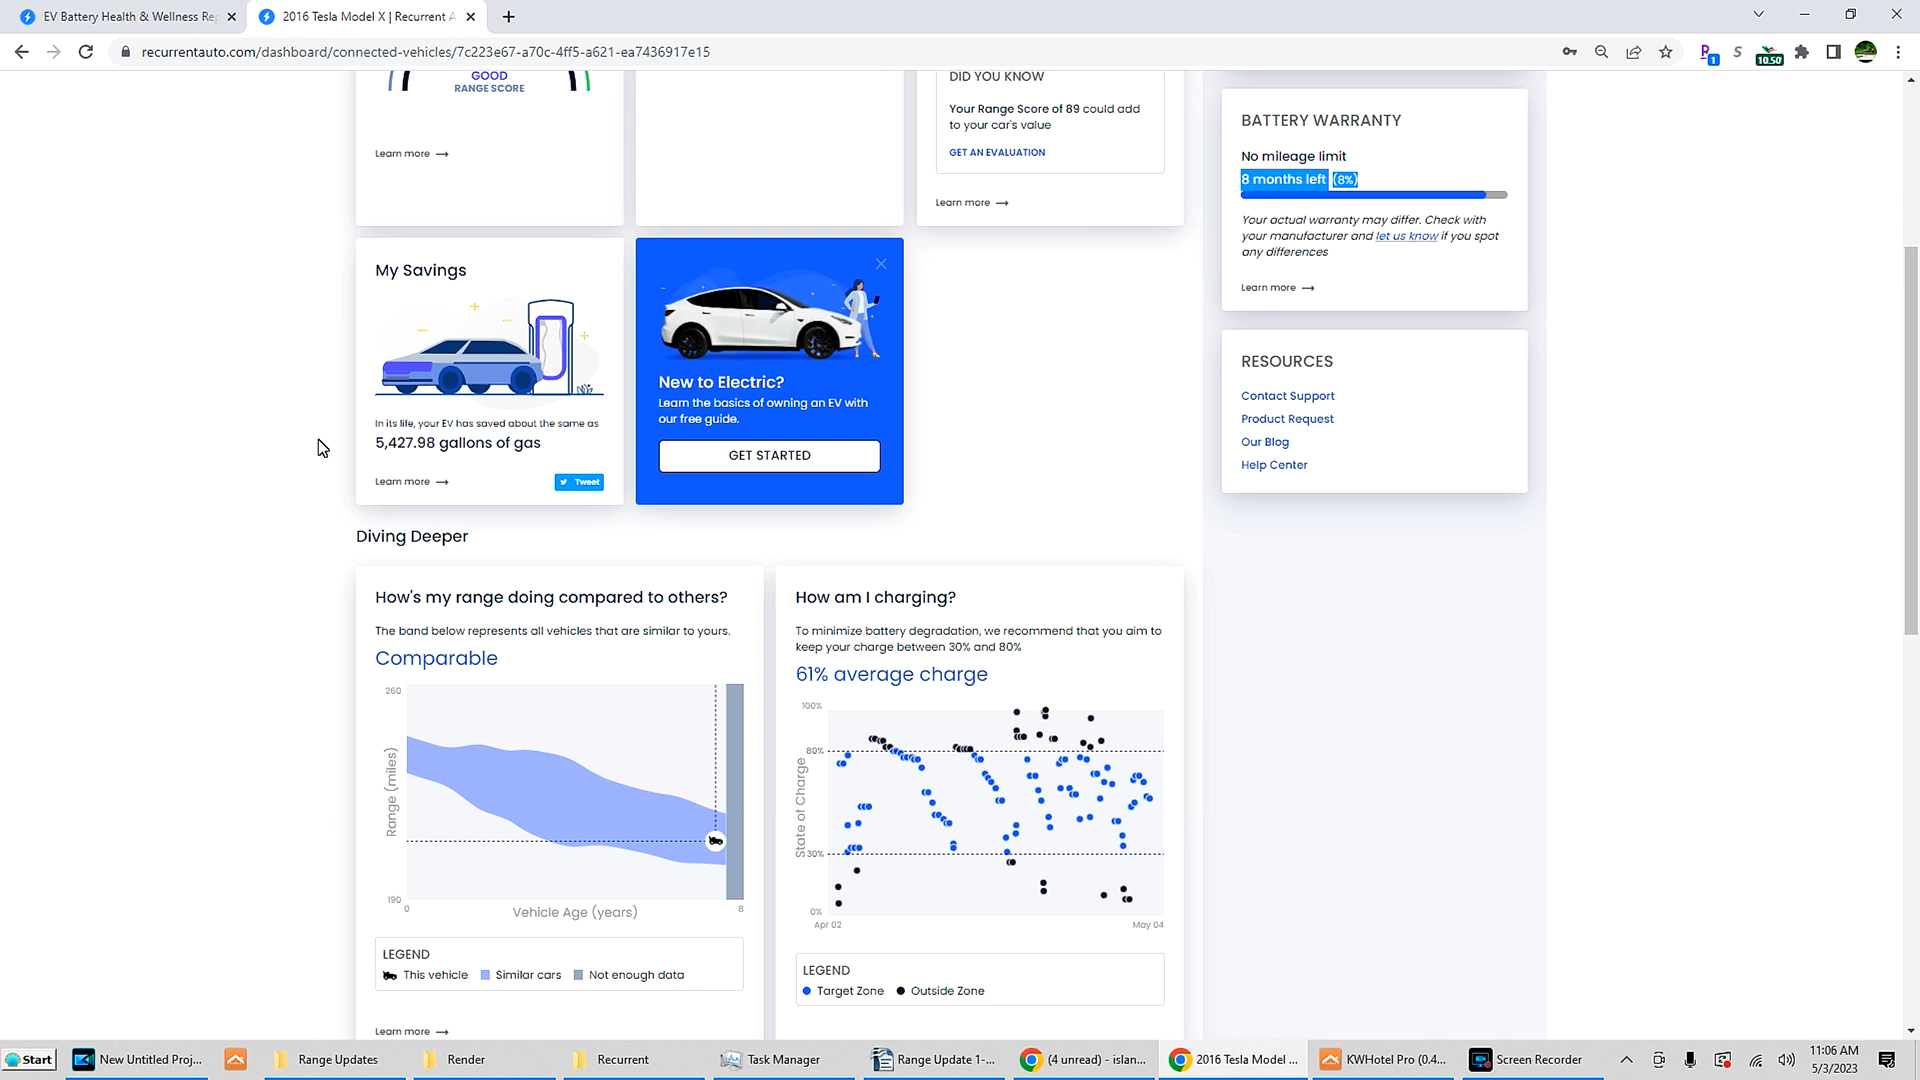 EV Battery Health & Wellness Re
2016 Tesla Model X | Recurrent A
recurrentauto.com/dashboard/connected-vehicles/7c223e67-a70c-4ff5-a621-ea7436917e15
1
S
10.50
GOOD
RANGE SCORE
Learn more →
DID YOU KNOW
Your Range Score of 89 could add
to your car's value
GET AN EVALUATION
Learn more →
BATTERY WARRANTY
No mileage limit
8 months left (8%)
Your actual warranty may differ. Check with
your manufacturer and let us know if you spot
any differences
Learn more →
My Savings
In its life, your EV has saved about the same as
5,427.98 gallons of gas
Learn more →
Tweet
New to Electric?
Learn the basics of owning an EV with
our free guide.
GET STARTED
RESOURCES
Contact Support
Product Request
Our Blog
Help Center
Diving Deeper
How's my range doing compared to others?
The band below represents all vehicles that are similar to yours.
Comparable
260
Range (miles)
190
0
Vehicle Age (years)
8
LEGEND
This vehicle
Similar cars
Not enough data
Learn more →
How am I charging?
To minimize battery degradation, we recommend that you aim to
keep your charge between 30% and 80%
61% average charge
100%
80%
State of Charge
30%
0%
Apr 02
May 04
LEGEND
Target Zone
Outside Zone
Start
New Untitled Proj...
Range Updates
Render
Recurrent
Task Manager
Range Update 1-...
(4 unread) - islan...
2016 Tesla Model ...
KWHotel Pro (0.4...
Screen Recorder
11:06 AM
5/3/2023